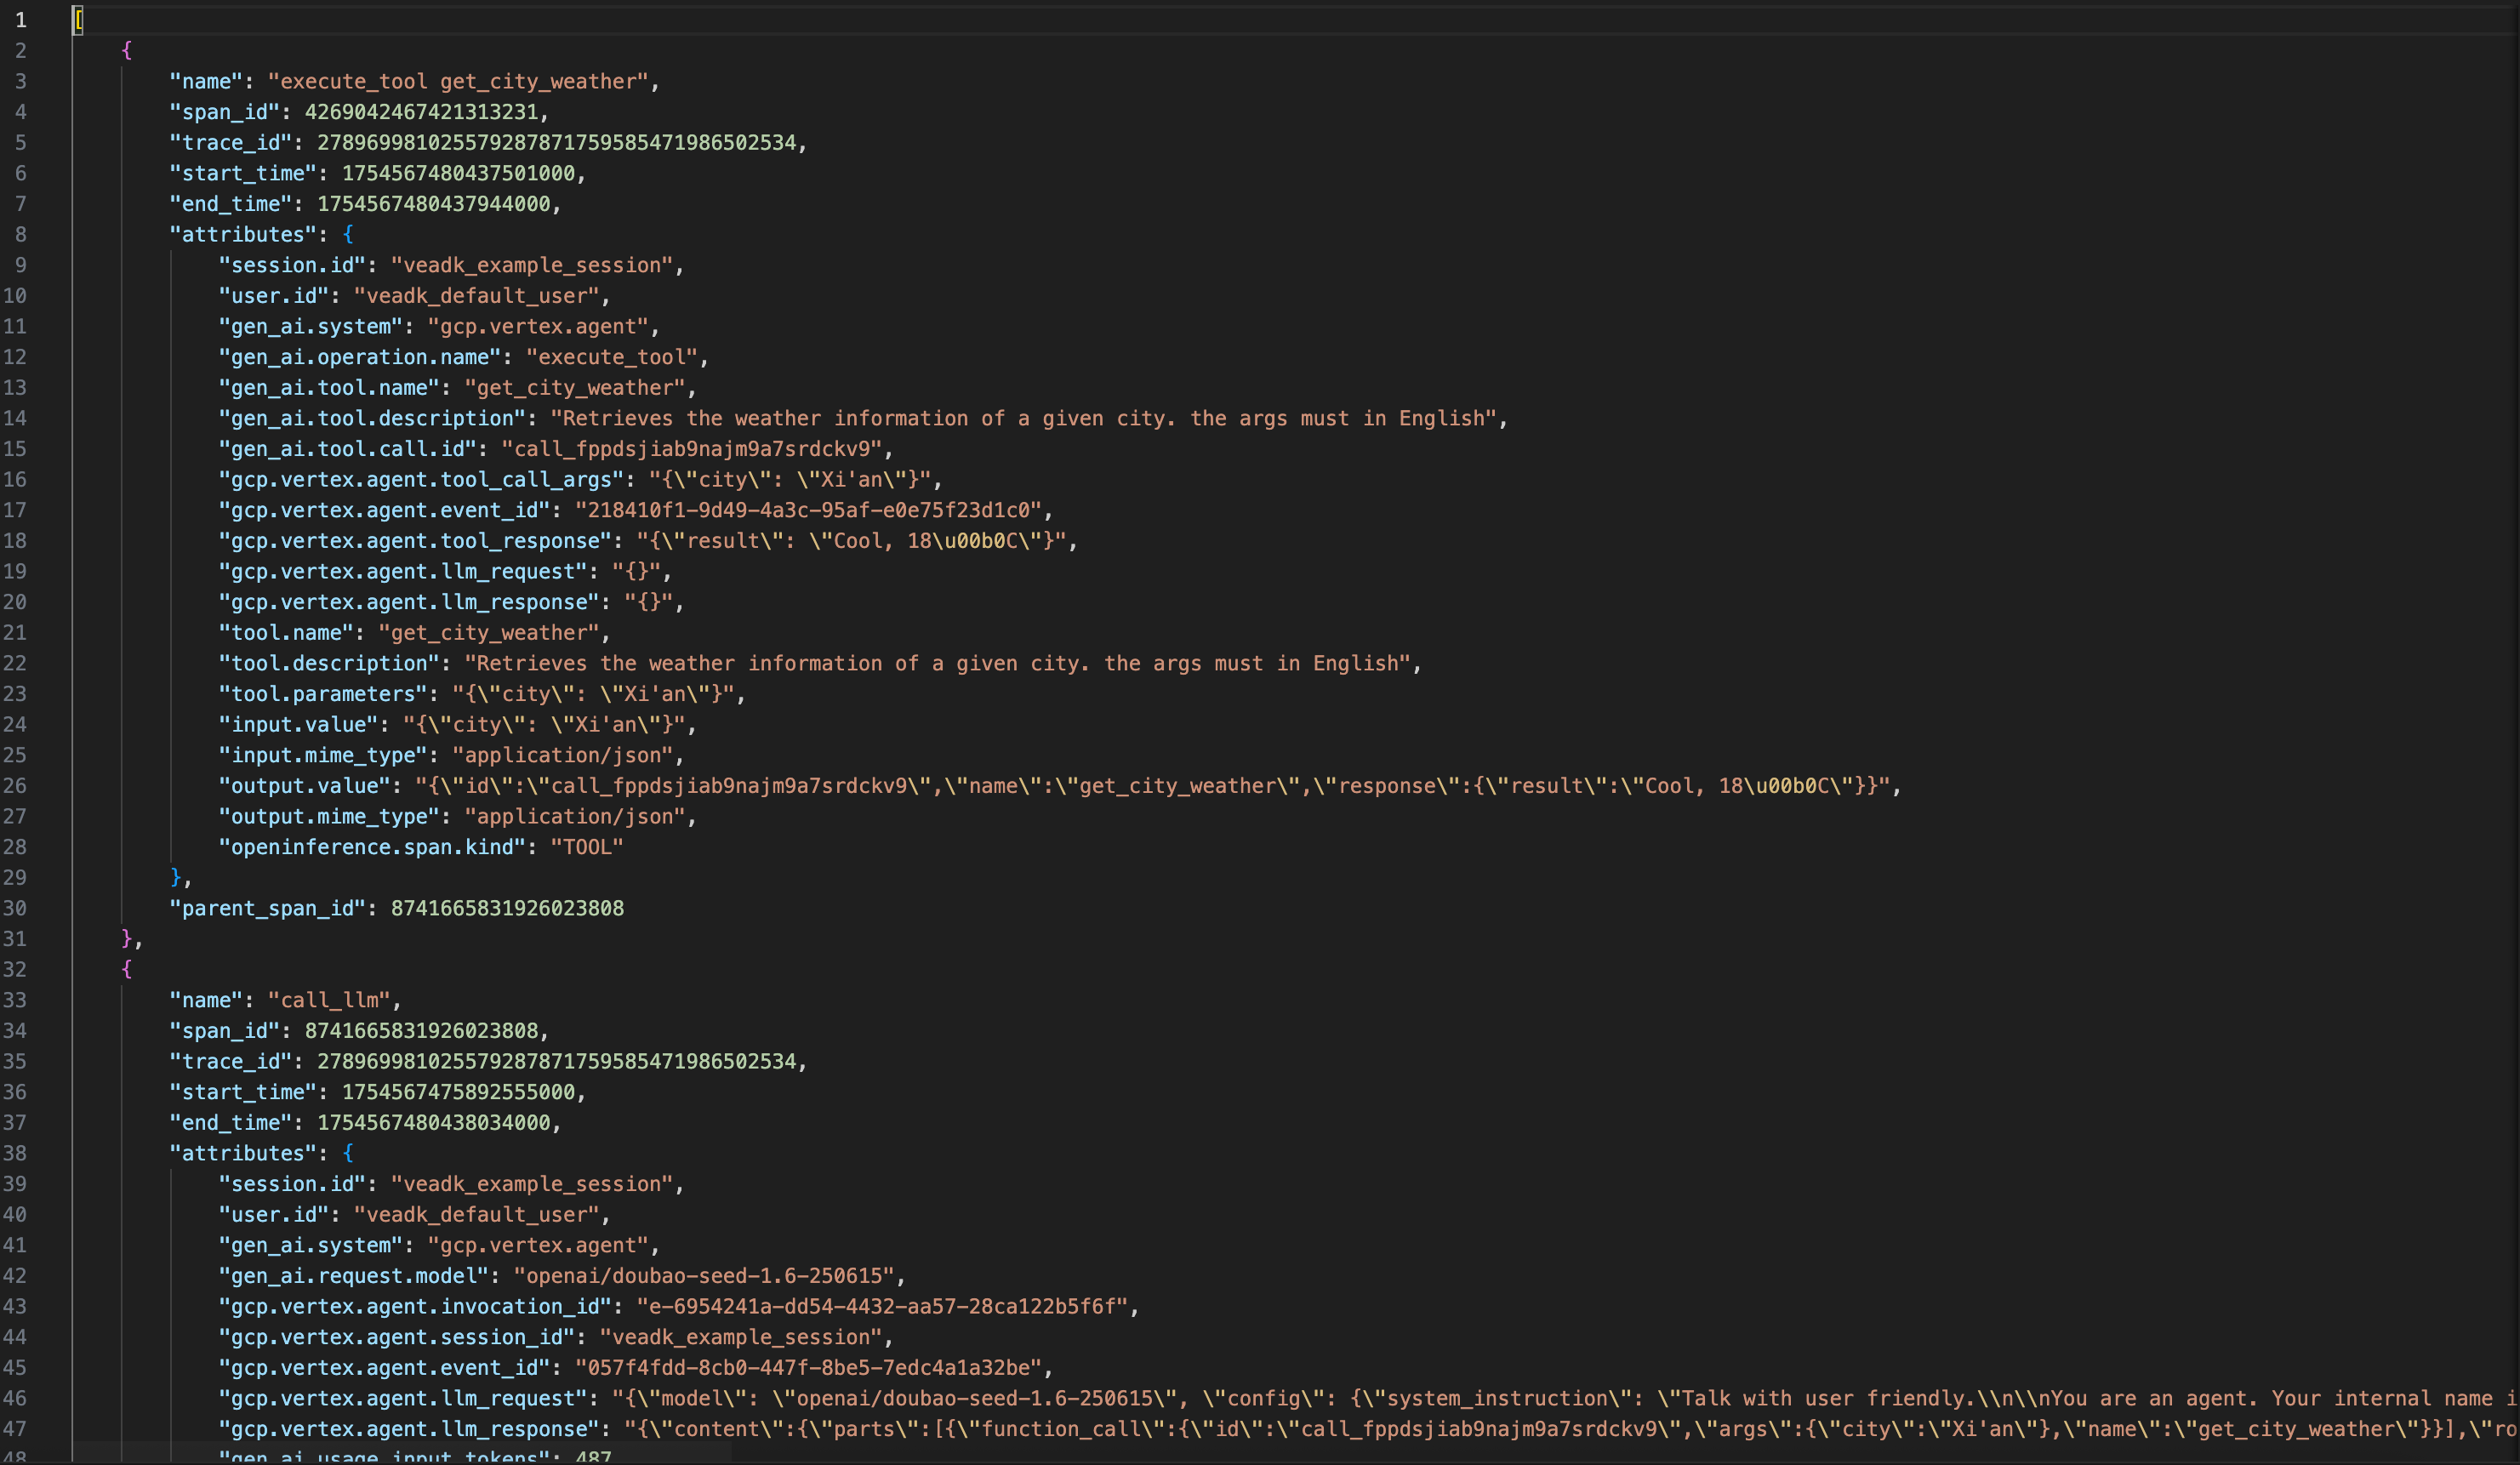 1 [
2 {
3 "name": "execute_tool get_city_weather",
4 "span_id": 4269042467421313231,
5 "trace_id": 278969981025579287871759585471986502534,
6 "start_time": 1754567480437501000,
7 "end_time": 1754567480437944000,
8 "attributes": {
9 "session.id": "veadk_example_session",
10 "user.id": "veadk_default_user",
11 "gen_ai.system": "gcp.vertex.agent",
12 "gen_ai.operation.name": "execute_tool",
13 "gen_ai.tool.name": "get_city_weather",
14 "gen_ai.tool.description": "Retrieves the weather information of a given city. the args must in English",
15 "gen_ai.tool.call.id": "call_fppdsjiab9najm9a7srdckv9",
16 "gcp.vertex.agent.tool_call_args": "{\"city\": \"Xi'an\"}",
17 "gcp.vertex.agent.event_id": "218410f1-9d49-4a3c-95af-e0e75f23d1c0",
18 "gcp.vertex.agent.tool_response": "{\"result\": \"Cool, 18\u00b0C\"}",
19 "gcp.vertex.agent.llm_request": "{}",
20 "gcp.vertex.agent.llm_response": "{}",
21 "tool.name": "get_city_weather",
22 "tool.description": "Retrieves the weather information of a given city. the args must in English",
23 "tool.parameters": "{\"city\": \"Xi'an\"}",
24 "input.value": "{\"city\": \"Xi'an\"}",
25 "input.mime_type": "application/json",
26 "output.value": "{\"id\":\"call_fppdsjiab9najm9a7srdckv9\",\"name\":\"get_city_weather\",\"response\":{\"result\":\"Cool, 18\u00b0C\"}}",
27 "output.mime_type": "application/json",
28 "openinference.span.kind": "TOOL"
29 },
30 "parent_span_id": 8741665831926023808
31 },
32 {
33 "name": "call_llm",
34 "span_id": 8741665831926023808,
35 "trace_id": 278969981025579287871759585471986502534,
36 "start_time": 1754567475892555000,
37 "end_time": 1754567480438034000,
38 "attributes": {
39 "session.id": "veadk_example_session",
40 "user.id": "veadk_default_user",
41 "gen_ai.system": "gcp.vertex.agent",
42 "gen_ai.request.model": "openai/doubao-seed-1.6-250615",
43 "gcp.vertex.agent.invocation_id": "e-6954241a-dd54-4432-aa57-28ca122b5f6f",
44 "gcp.vertex.agent.session_id": "veadk_example_session",
45 "gcp.vertex.agent.event_id": "057f4fdd-8cb0-447f-8be5-7edc4a1a32be",
46 "gcp.vertex.agent.llm_request": "{\"model\": \"openai/doubao-seed-1.6-250615\", \"config\": {\"system_instruction\": \"Talk with user friendly.\\n\\nYou are an agent. Your internal name i
47 "gcp.vertex.agent.llm_response": "{\"content\":{\"parts\":[{\"function_call\":{\"id\":\"call_fppdsjiab9najm9a7srdckv9\",\"args\":{\"city\":\"Xi'an\"},\"name\":\"get_city_weather\"}}],\"ro
48 "gen_ai.usage.input_tokens": 487